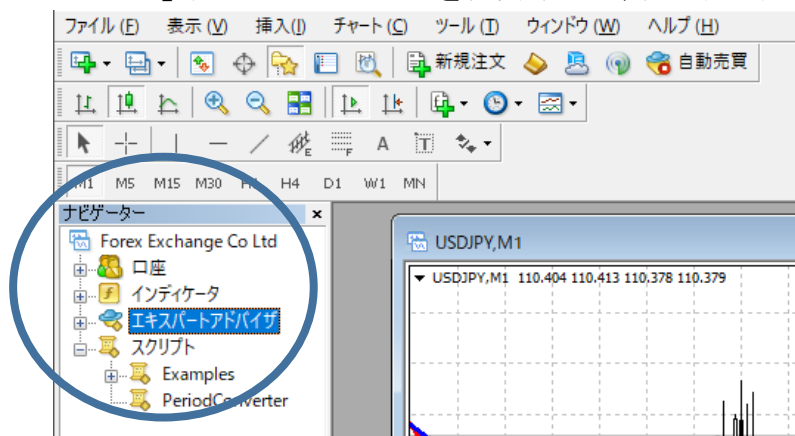 ファイル (F) 表示 (V) 挿入(I) チャート (C) ツール (T) ウィンドウ (W) ヘルプ (H)
新規注文 自動売買
E F A T
M1 M5 M15 M30 H1 H4 D1 W1 MN
ナビゲーター x
Forex Exchange Co Ltd
口座
インディケータ
エキスパートアドバイザ
スクリプト
Examples
PeriodConverter
USDJPY,M1
USDJPY,M1 110.404 110.413 110.378 110.379